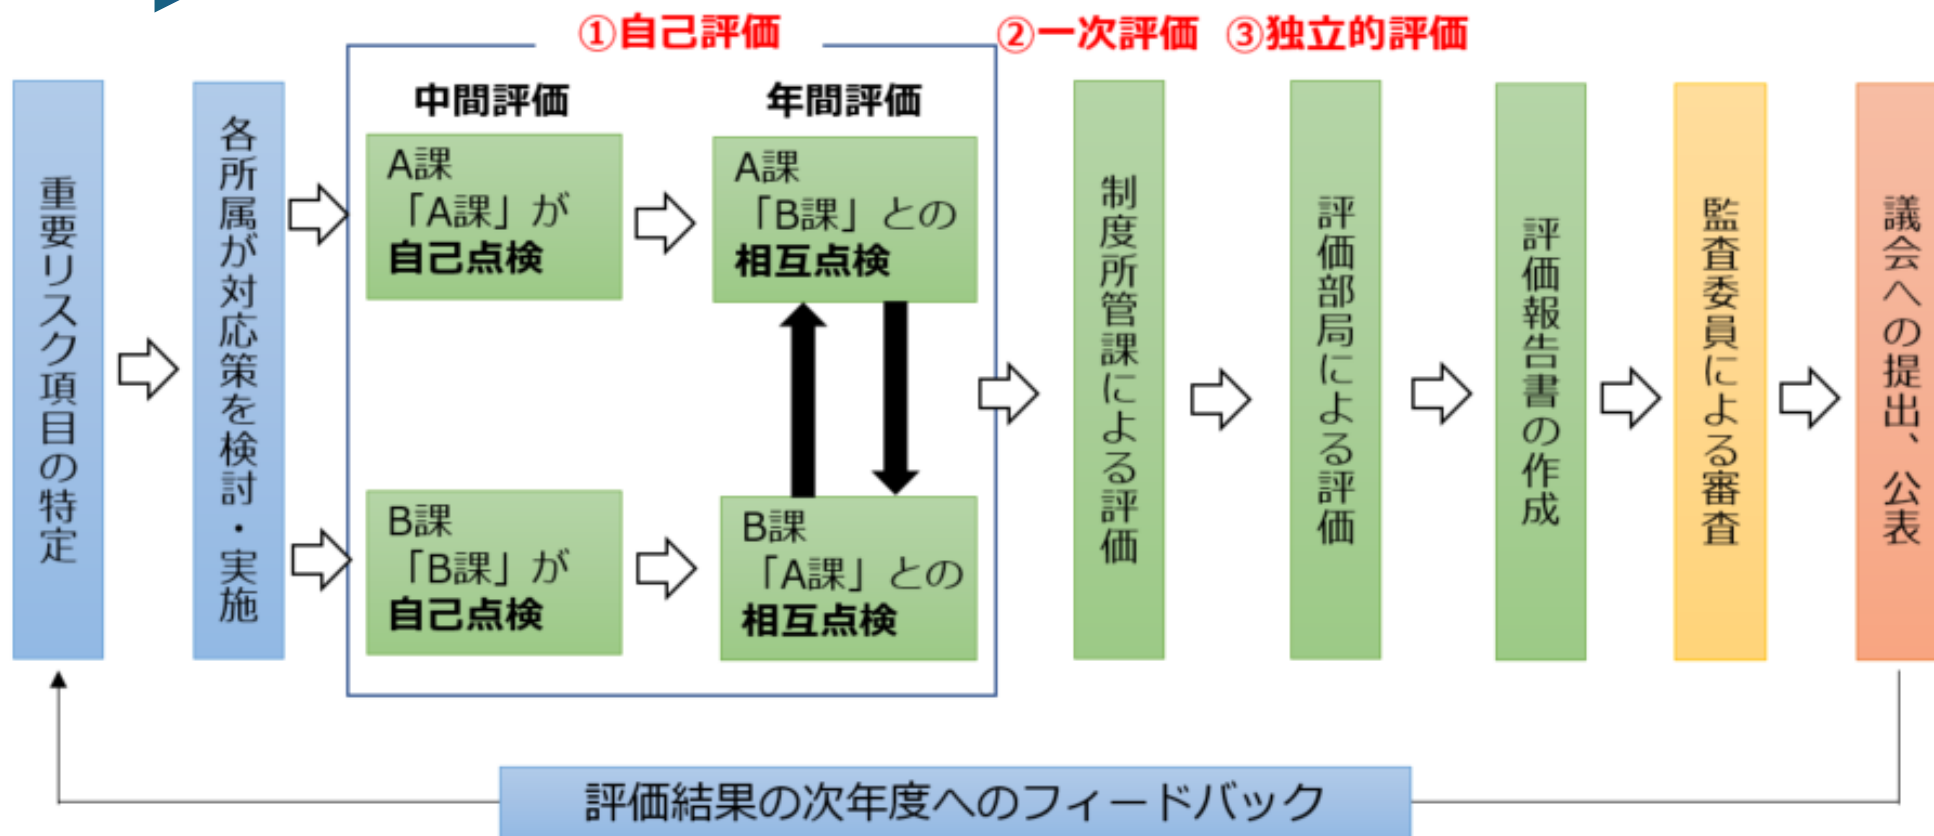 ①自己評価
②一次評価
③独立的評価
重要リスク項目の特定
各所属が対応策を検討・実施
中間評価
A課
「A課」が
自己点検
B課
「B課」が
自己点検
年間評価
A課
「B課」との
相互点検
B課
「A課」との
相互点検
制度所管課による評価
評価部局による評価
評価報告書の作成
監査委員による審査
議会への提出、公表
評価結果の次年度へのフィードバック